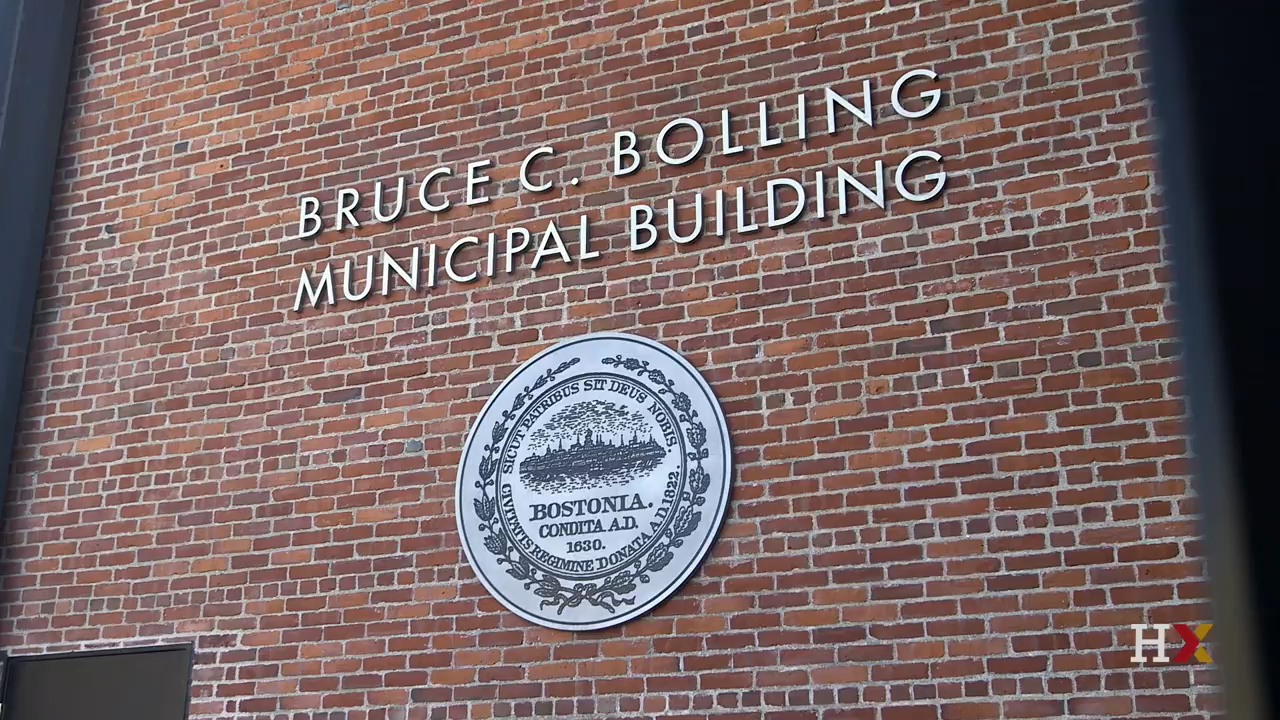 BRUCE C. BOLLING
MUNICIPAL BUILDING
SICUT PATRIBUS SIT DEUS NOBIS.
BOSTONIA.
CONDITA A.D.
1630.
CIVITATIS REGIMINE DONATA A.D. 1822.
HX